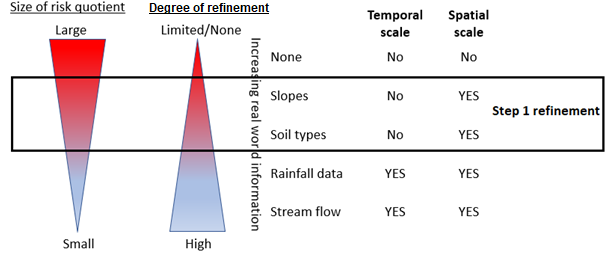 Size of risk quotient
Degree of refinement
Large
Limited/None
Increasing real world information
Temporal scale
Spatial scale
None No No
Slopes No YES
Step 1 refinement
Soil types No YES
Rainfall data YES YES
Stream flow YES YES
Small
High